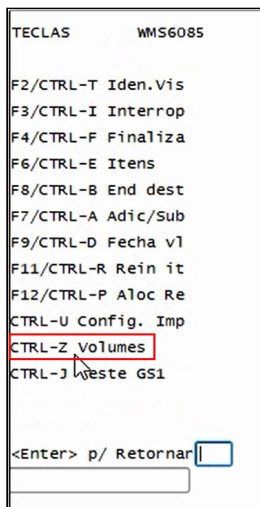 TECLAS WMS6085
F2/CTRL-T Iden.Vis
F3/CTRL-I Interrop
F4/CTRL-F Finaliza
F6/CTRL-E Itens
F8/CTRL-B End dest
F7/CTRL-A Adic/Sub
F9/CTRL-D Fecha vl
F11/CTRL-R Rein it
F12/CTRL-P Aloc Re
CTRL-U Config. Imp
CTRL-Z Volumes
CTRL-J Teste GS1
<Enter> p/ Retornar